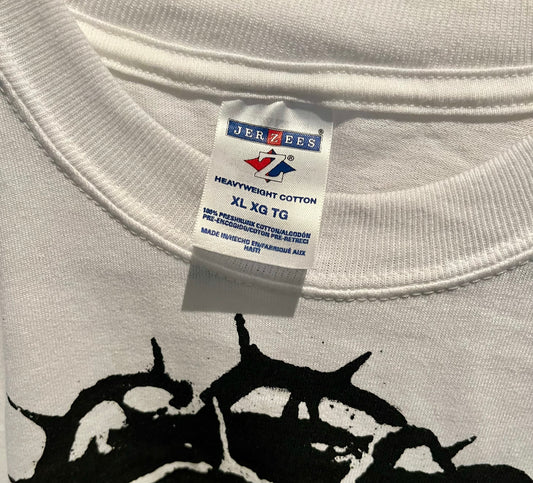 JERZEES®
Z®
HEAVYWEIGHT COTTON
XL XG TG
100% PRESHRUNK COTTON/ALGODÓN
PRE-ENCOGIDO/COTON PRE-RETRECI
MADE IN/HECHO EN/FABRIQUÉ AUX
HAITI